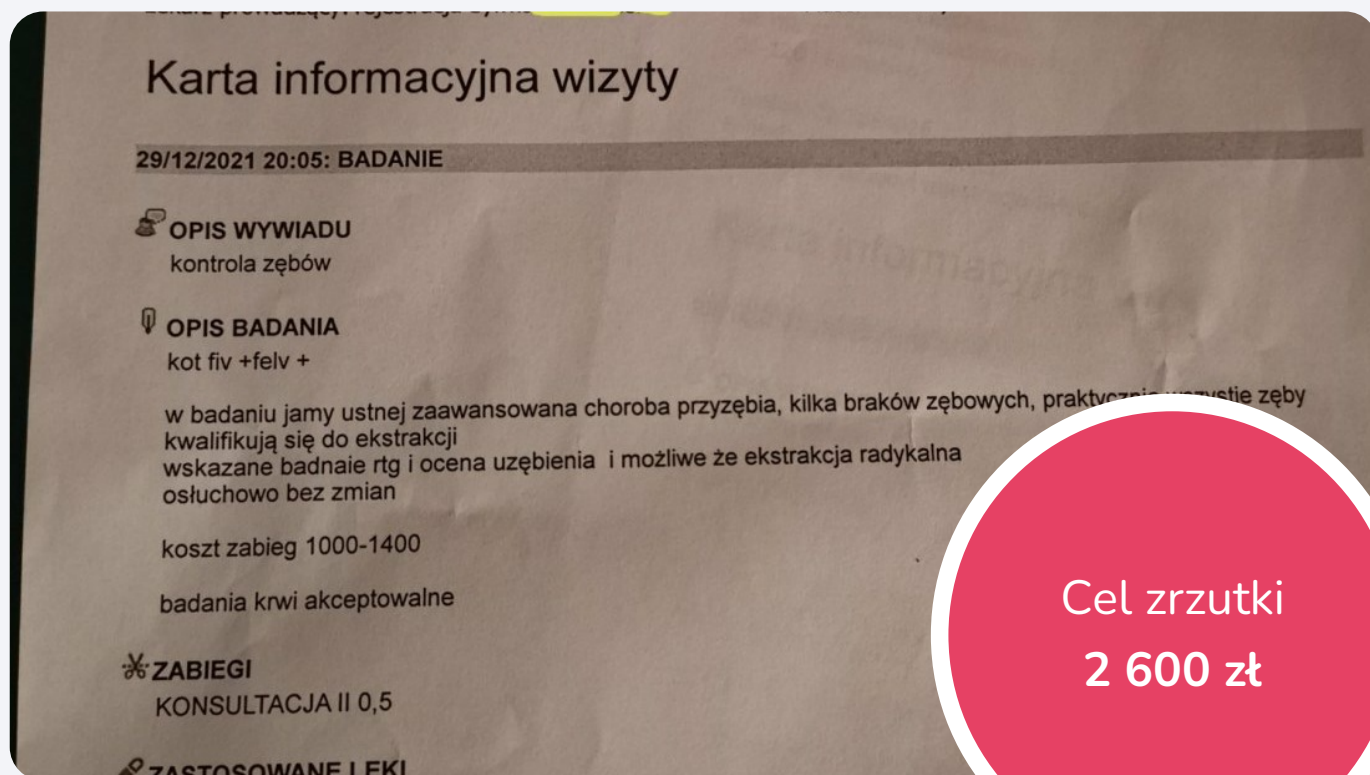 Karta informacyjna wizyty
29/12/2021 20:05: BADANIE
OPIS WYWIADU
kontrola zębów
OPIS BADANIA
kot fiv +felv +
w badaniu jamy ustnej zaawansowana choroba przyzębia, kilka braków zębowych, zęby
kwalifikują się do ekstrakcji
wskazane badnaie rtg i ocena uzębienia i możliwe że ekstrakcja radykalna
osłuchowo bez zmian
koszt zabieg 1000-1400
badania krwi akceptowalne
ZABIEGI
KONSULTACJA II 0,5
ZASTOSOWANE LEKI
Cel zrzutki
2 600 zł